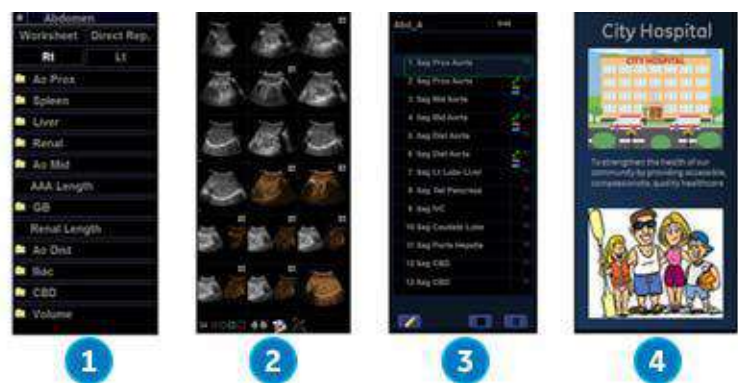 Abdomen
Worksheet Direct Rep.
Rt Lt
Ao Prox
Spleen
Liver
Renal
Ao Mid
AAA Length
GB
Renal Length
Ao Dist
Iliac
CBD
Volume
1
2
Abd_A
1 Sag Prox Aorta
2 Sag Prox Aorta
3 Sag Mid Aorta
4 Sag Mid Aorta
5 Sag Dist Aorta
6 Sag Dist Aorta
7 Sag Lt Lobe Liver
8 Sag Tail Pancreas
9 Sag IVC
10 Sag Caudate Lobe
11 Sag Porta Hepatis
12 Sag CBD
13 Sag CBD
3
City Hospital
CITY HOSPITAL
To strengthen the health of our
community by providing accessible,
compassionate, quality healthcare
4